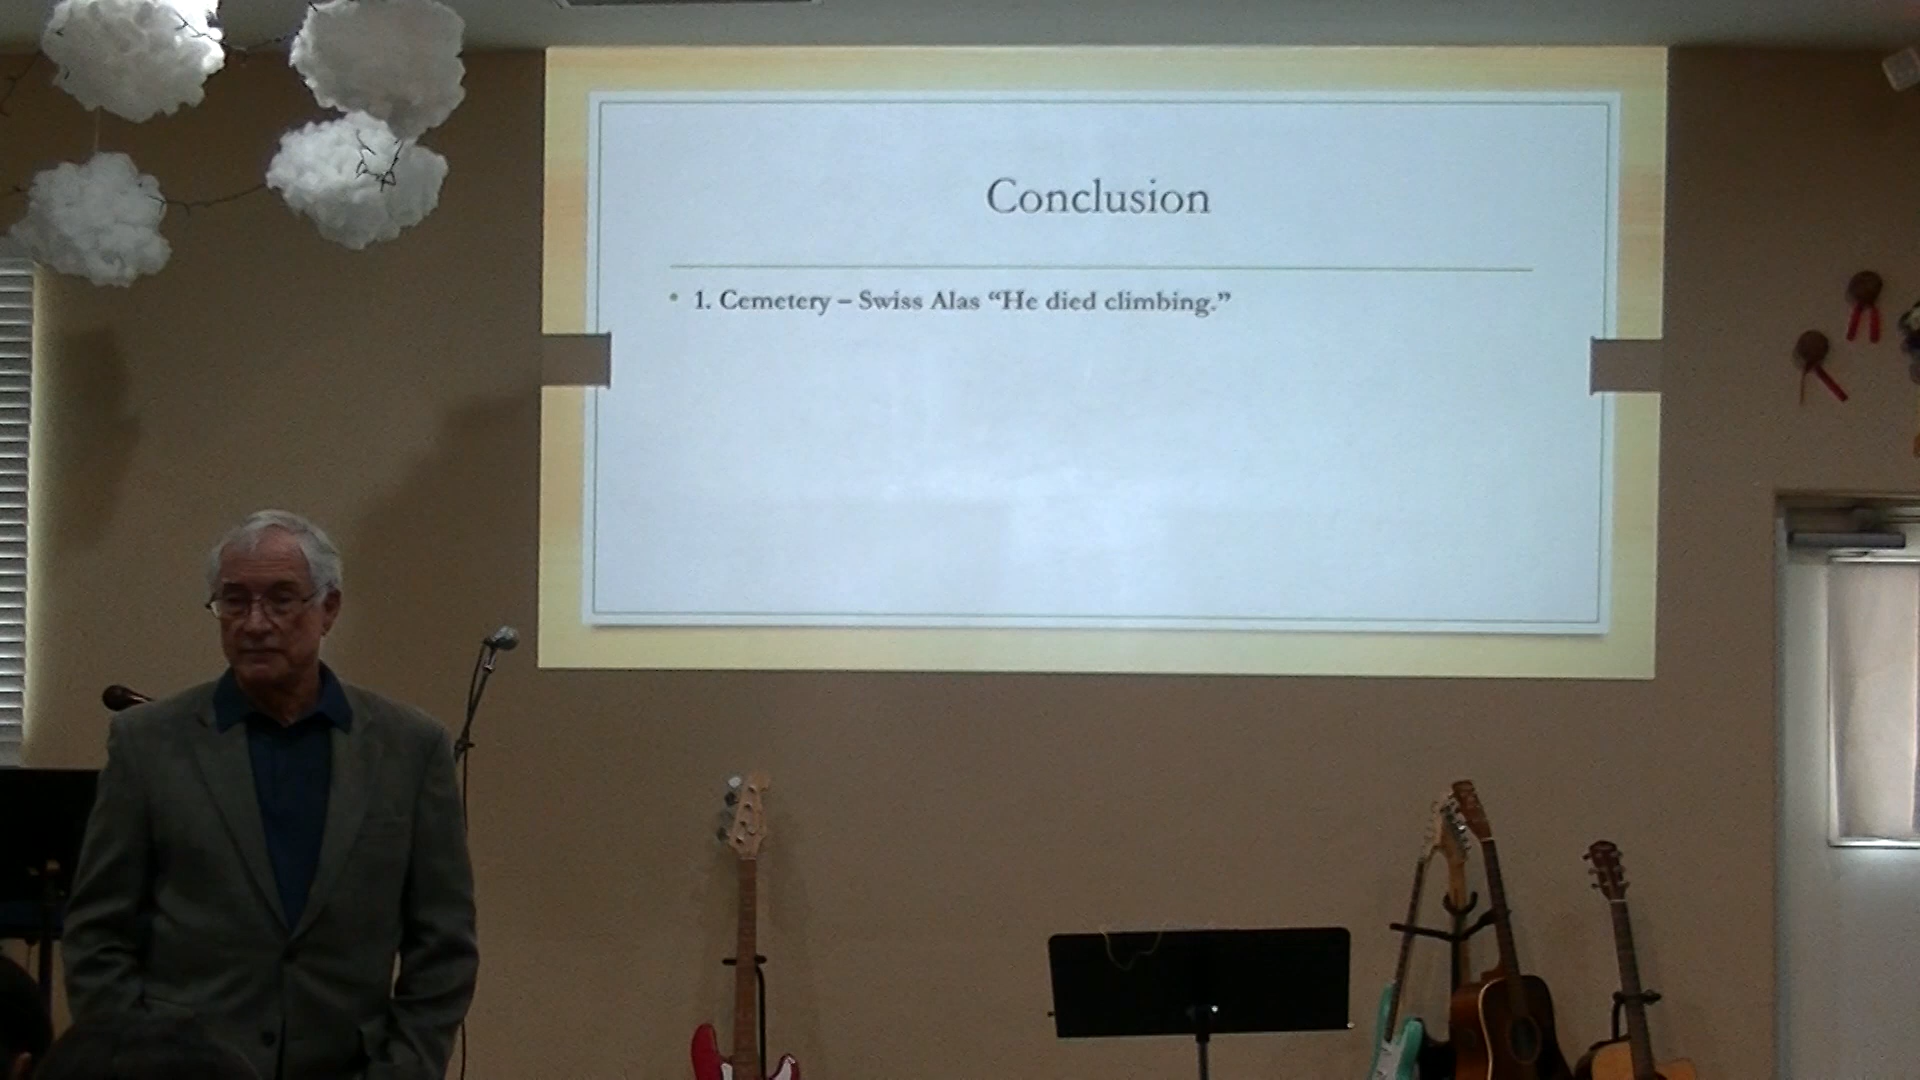 Conclusion
• 1. Cemetery – Swiss Alas “He died climbing.”